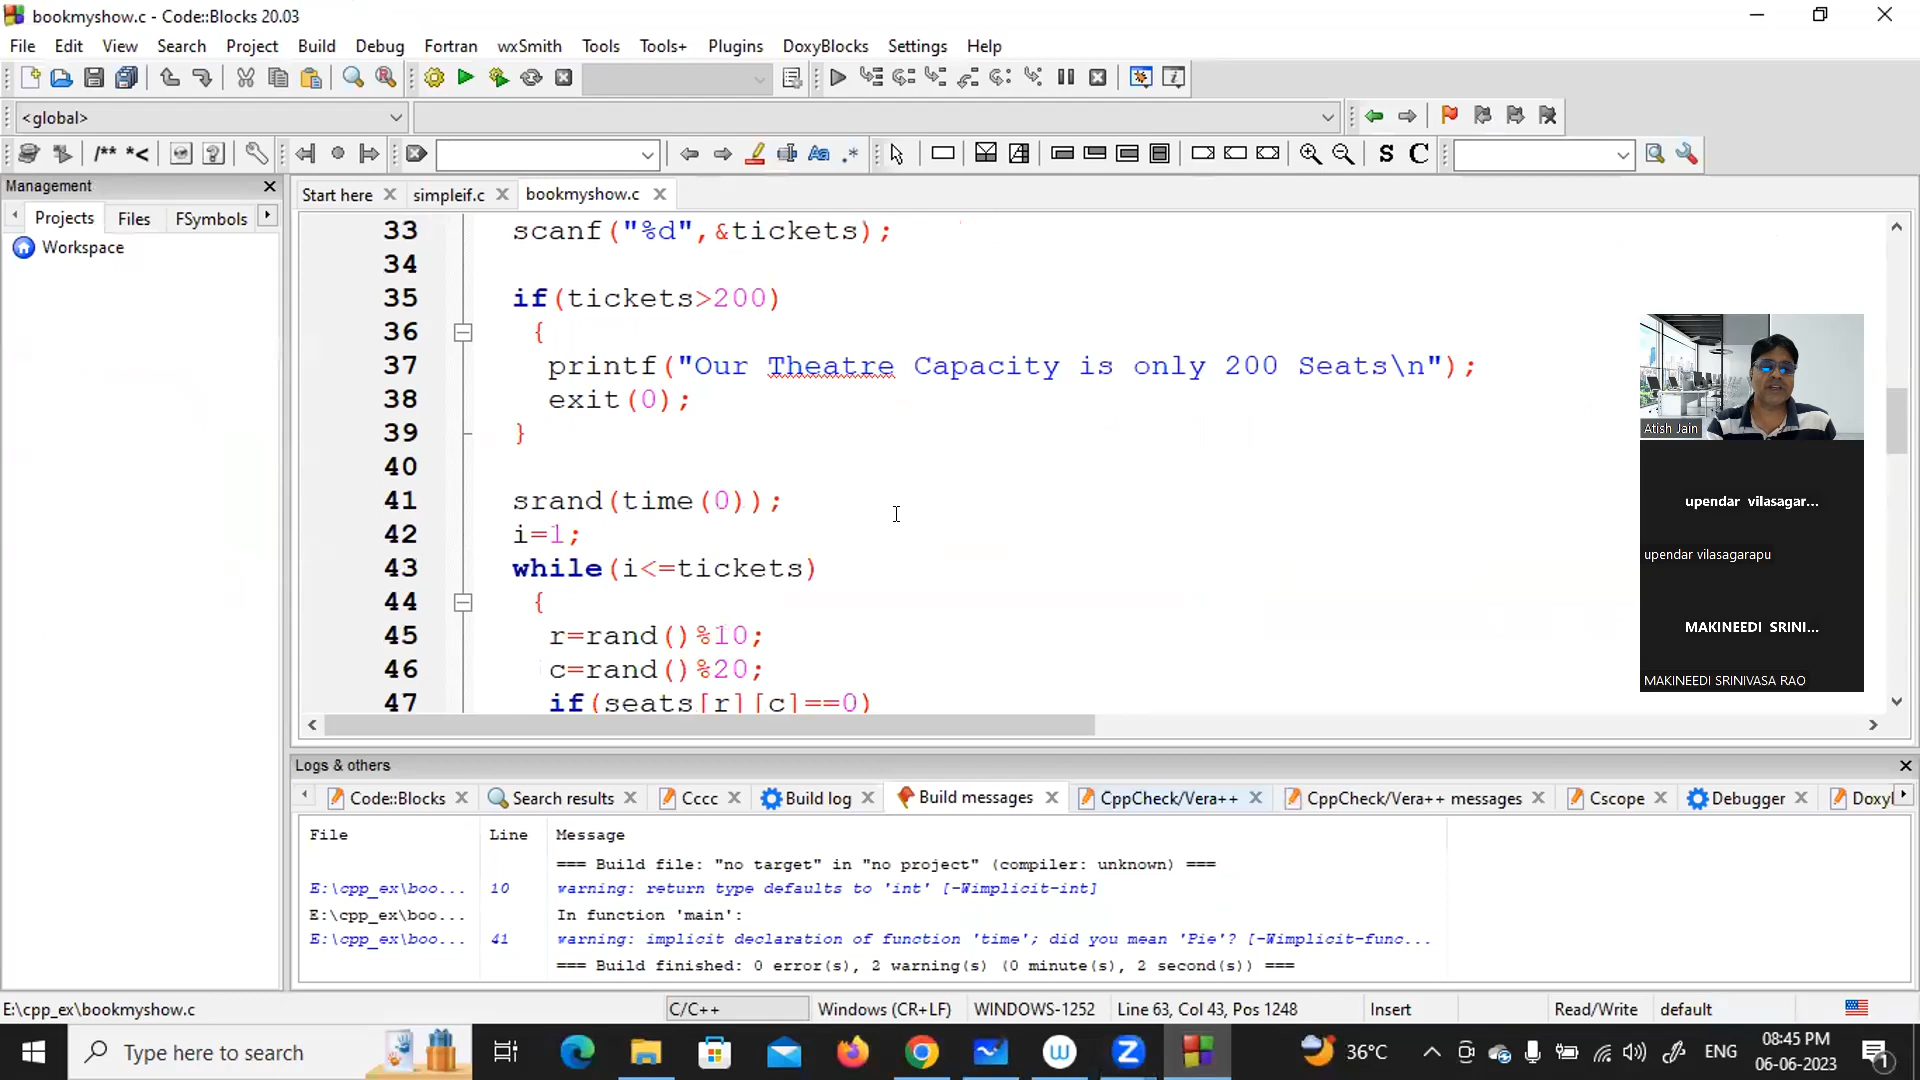 bookmyshow.c - Code::Blocks 20.03
File Edit View Search Project Build Debug Fortran wxSmith Tools Tools+ Plugins DoxyBlocks Settings Help
<global>
/** *< Aa .* S C
Management
Projects Files FSymbols
Workspace
Start here simpleif.c bookmyshow.c
33 scanf("%d",&tickets);
34
35 if(tickets>200)
36 {
37 printf("Our Theatre Capacity is only 200 Seats\n");
38 exit(0);
39 }
40
41 srand(time(0));
42 i=1;
43 while(i<=tickets)
44 {
45 r=rand()%10;
46 c=rand()%20;
47 if(seats[r][c]==0)
Atish Jain
upendar vilasagar...
upendar vilasagarapu
MAKINEEDI SRINI...
MAKINEEDI SRINIVASA RAO
Logs & others
Code::Blocks Search results Cccc Build log Build messages CppCheck/Vera++ CppCheck/Vera++ messages Cscope Debugger Doxyl
File Line Message
=== Build file: "no target" in "no project" (compiler: unknown) ===
E:\cpp_ex\boo... 10 warning: return type defaults to 'int' [-Wimplicit-int]
E:\cpp_ex\boo... In function 'main':
E:\cpp_ex\boo... 41 warning: implicit declaration of function 'time'; did you mean 'Pie'? [-Wimplicit-func...
=== Build finished: 0 error(s), 2 warning(s) (0 minute(s), 2 second(s)) ===
E:\cpp_ex\bookmyshow.c C/C++ Windows (CR+LF) WINDOWS-1252 Line 63, Col 43, Pos 1248 Insert Read/Write default
Type here to search 36°C ENG 08:45 PM
06-06-2023 1